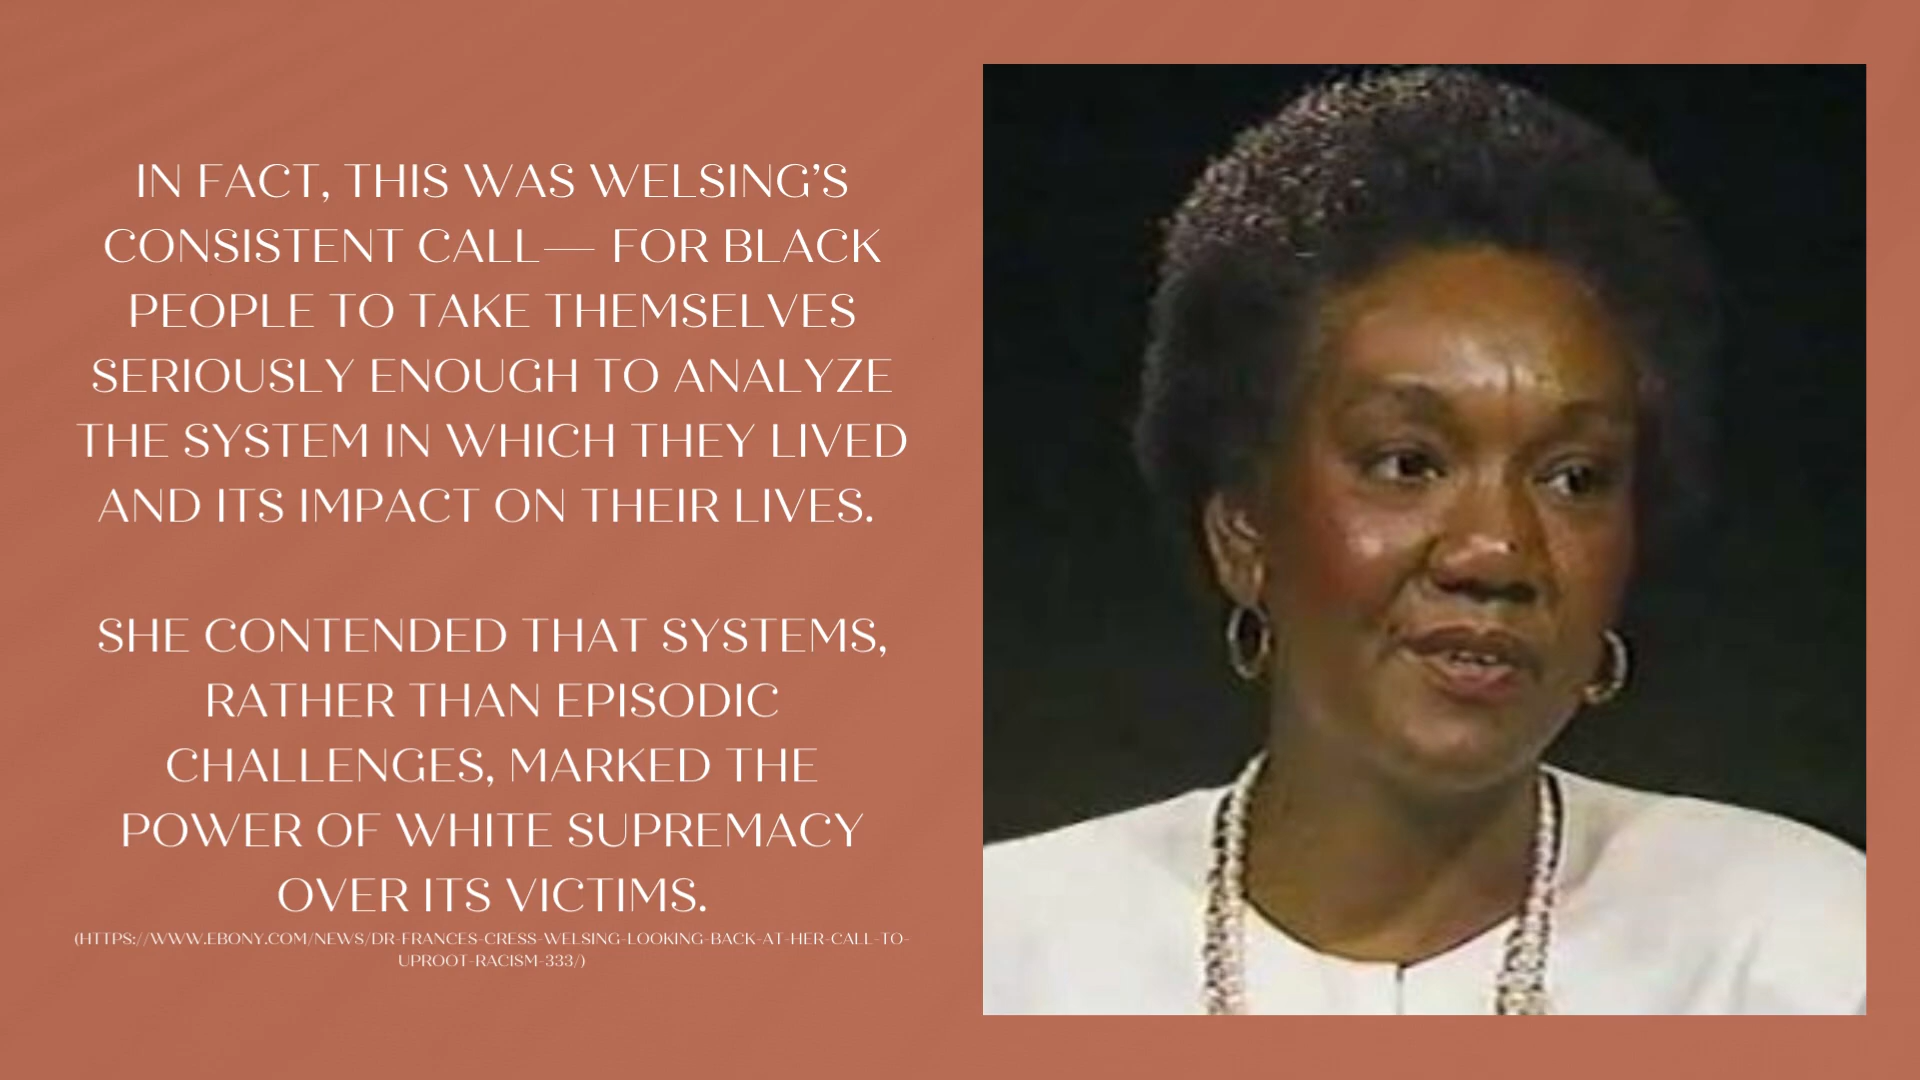 IN FACT, THIS WAS WELSING'S
CONSISTENT CALL— FOR BLACK
PEOPLE TO TAKE THEMSELVES
SERIOUSLY ENOUGH TO ANALYZE
THE SYSTEM IN WHICH THEY LIVED
AND ITS IMPACT ON THEIR LIVES.
SHE CONTENDED THAT SYSTEMS,
RATHER THAN EPISODIC
CHALLENGES, MARKED THE
POWER OF WHITE SUPREMACY
OVER ITS VICTIMS.
(HTTPS://WWW.EBONY.COM/NEWS/DR-FRANCES-CRESS-WELSING-LOOKING-BACK-AT-HER-CALL-TO-
UPROOT-RACISM-333/)